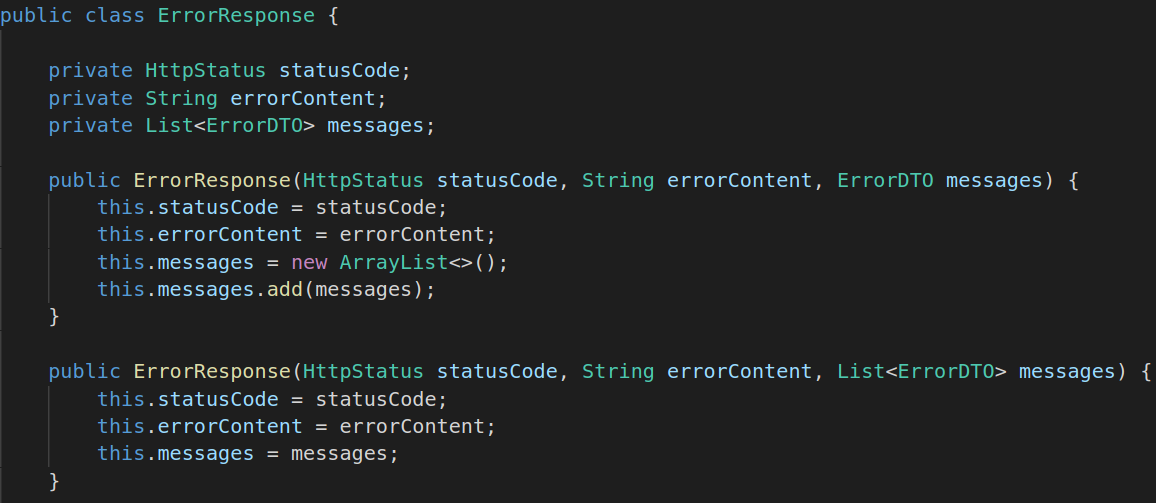 public class ErrorResponse {
private HttpStatus statusCode;
private String errorContent;
private List<ErrorDTO> messages;
public ErrorResponse(HttpStatus statusCode, String errorContent, ErrorDTO messages) {
this.statusCode = statusCode;
this.errorContent = errorContent;
this.messages = new ArrayList<>();
this.messages.add(messages);
}
public ErrorResponse(HttpStatus statusCode, String errorContent, List<ErrorDTO> messages) {
this.statusCode = statusCode;
this.errorContent = errorContent;
this.messages = messages;
}